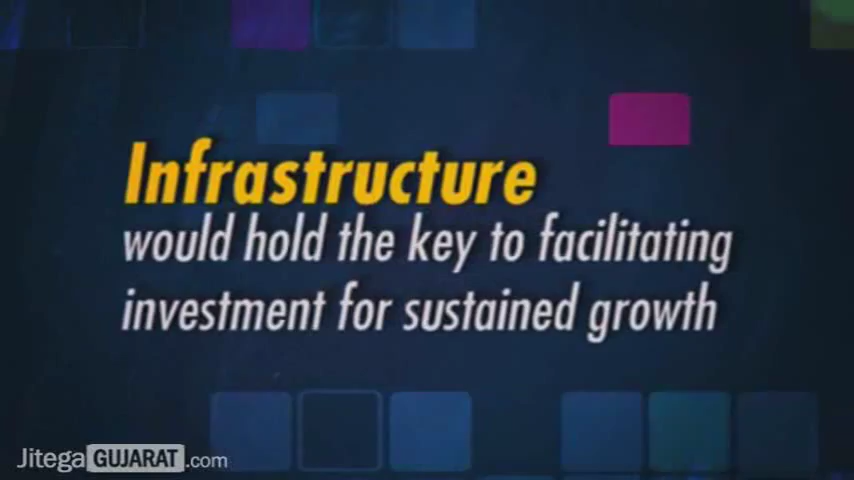 Infrastructure
would hold the key to facilitating
investment for sustained growth
JitegaGUJARAT.com